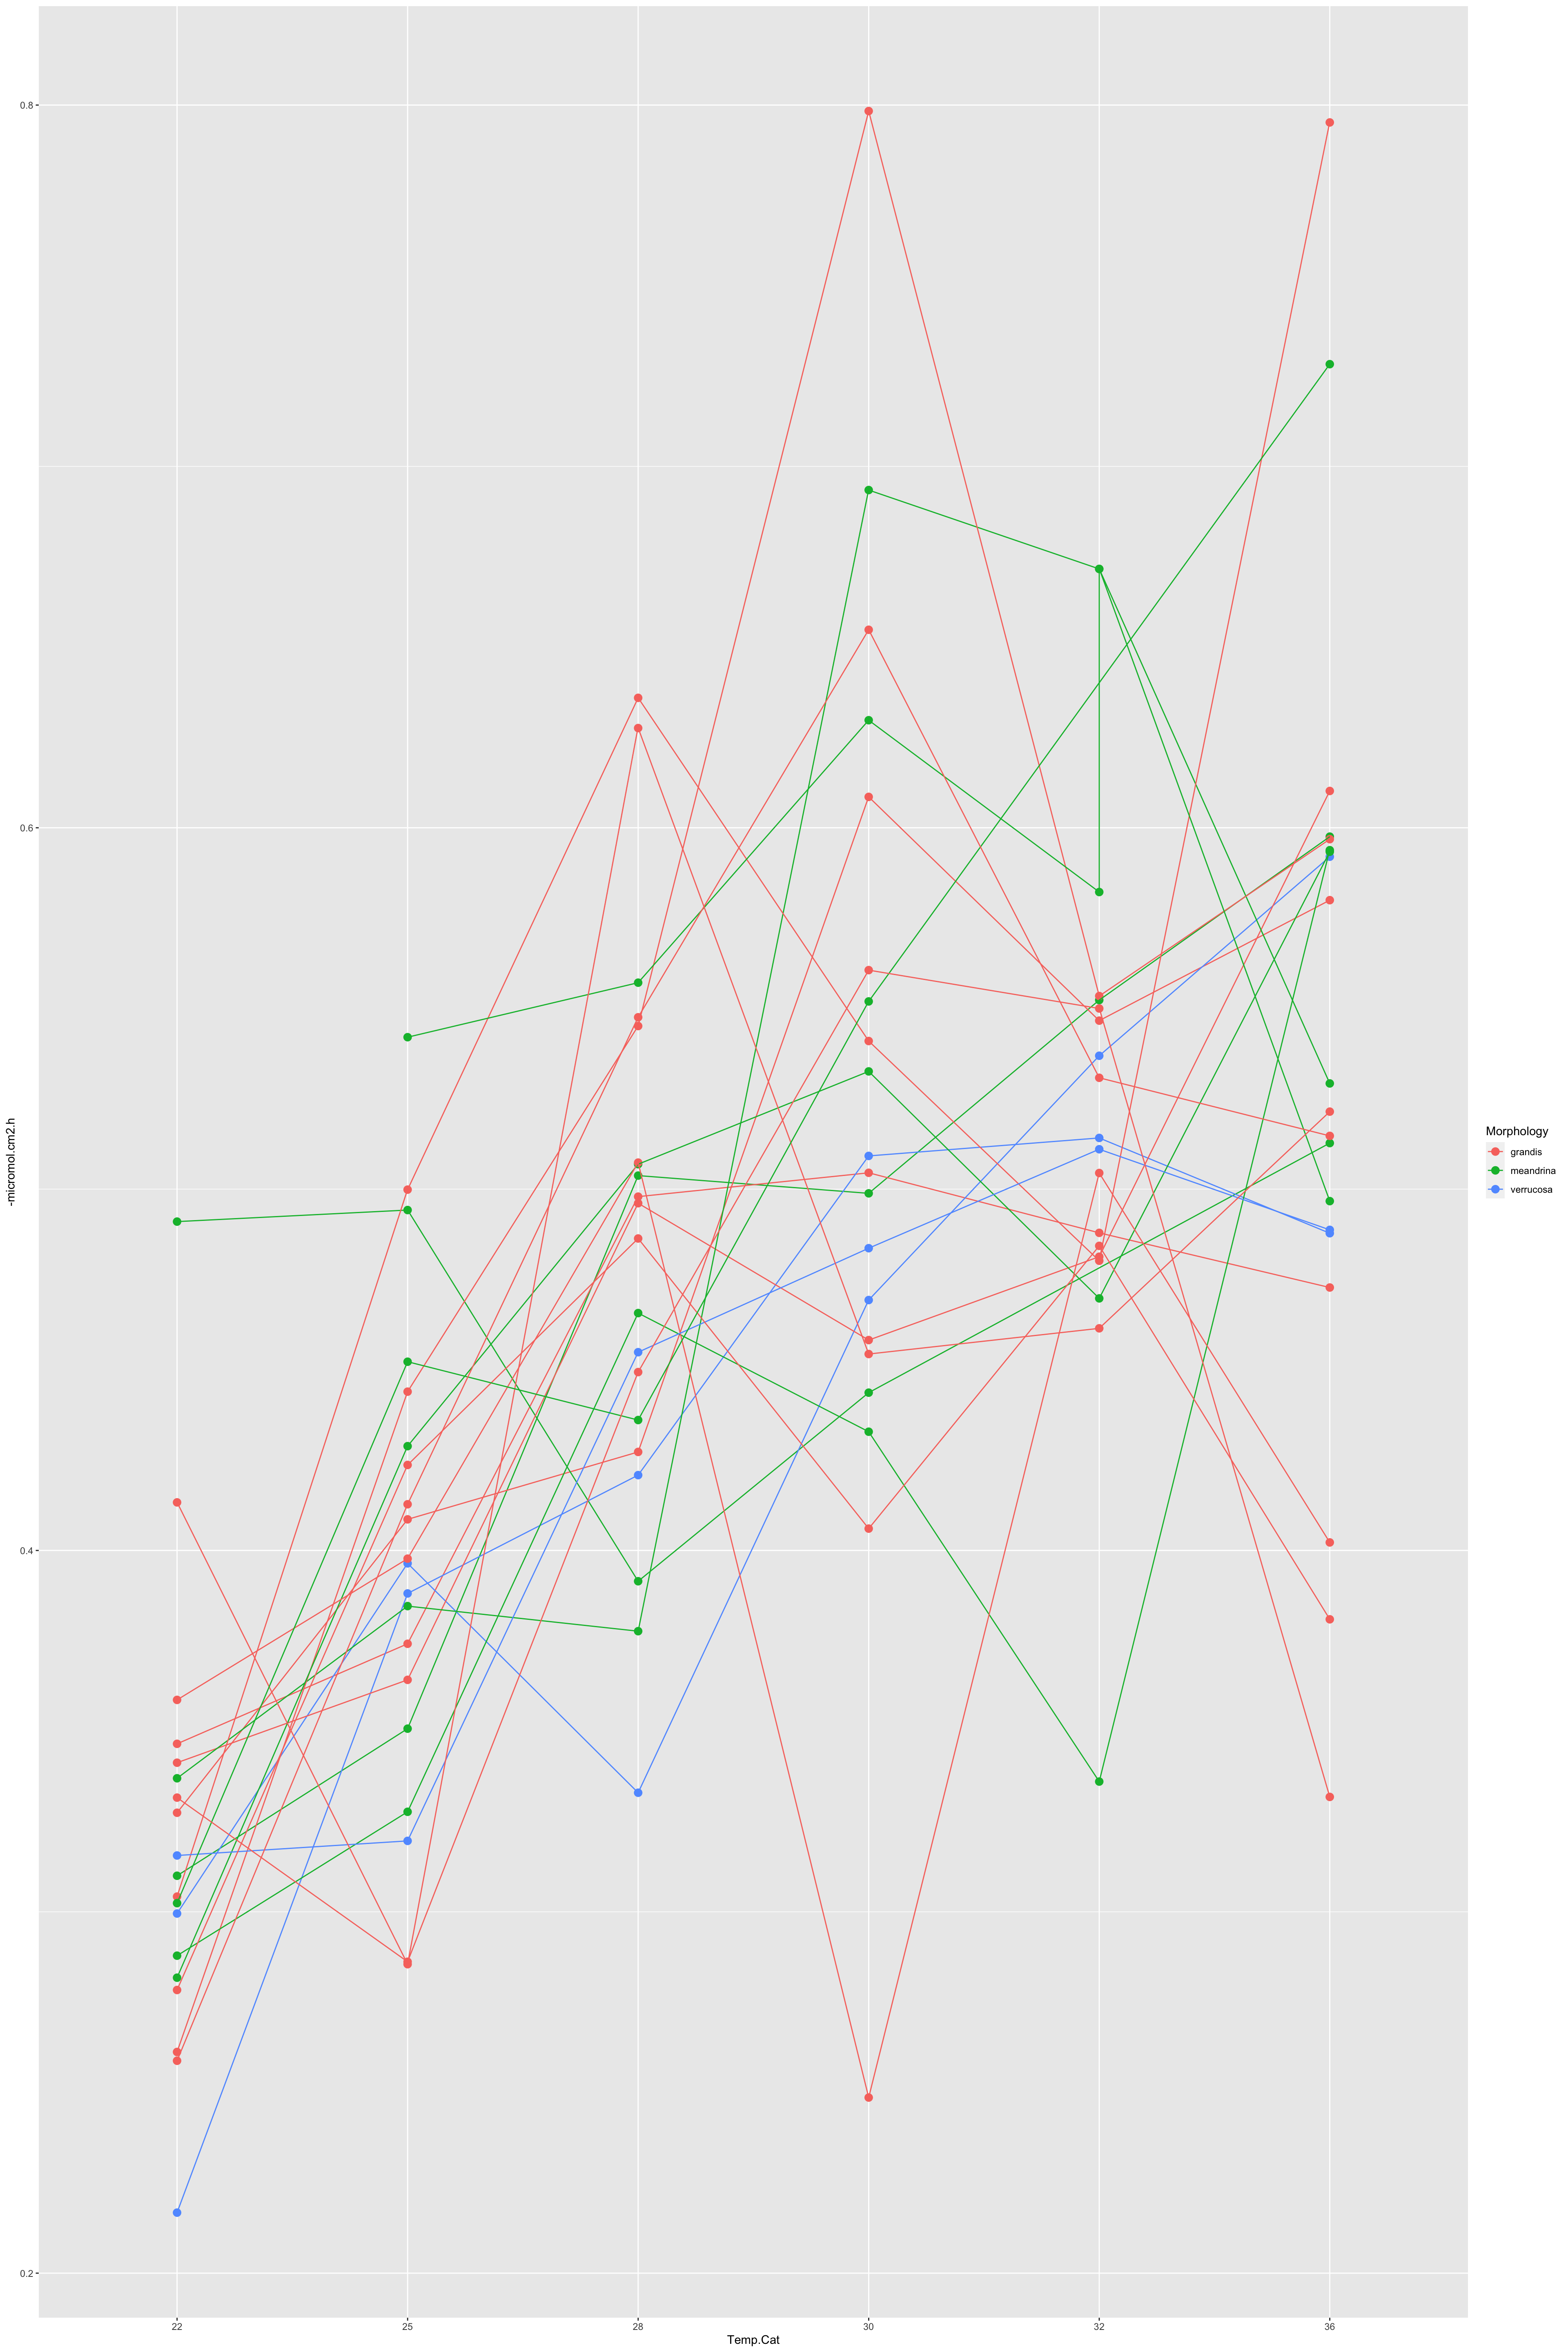 0.8
0.6
0.4
0.2
-micromol.cm2.h
22 25 28 30 32 36
Temp.Cat
Morphology
grandis
meandrina
verrucosa